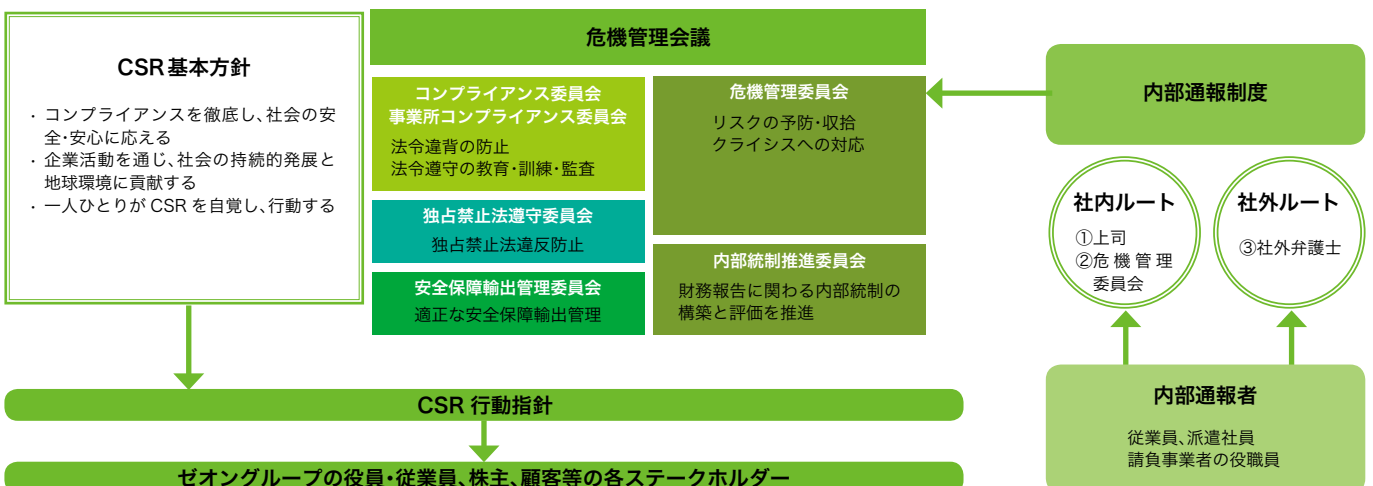 CSR基本方針
・コンプライアンスを徹底し、社会の安
全・安心に応える
・企業活動を通じ、社会の持続的発展と
地球環境に貢献する
・一人ひとりが CSR を自覚し、行動する
危機管理会議
コンプライアンス委員会
事業所コンプライアンス委員会
法令違背の防止
法令遵守の教育・訓練・監査
独占禁止法遵守委員会
独占禁止法違反防止
安全保障輸出管理委員会
適正な安全保障輸出管理
危機管理委員会
リスクの予防・収拾
クライシスへの対応
内部統制推進委員会
財務報告に関わる内部統制の
構築と評価を推進
内部通報制度
社内ルート
①上司
②危機管理
委員会
社外ルート
③社外弁護士
内部通報者
従業員、派遣社員
請負事業者の役職員
CSR 行動指針
ゼオングループの役員・従業員、株主、顧客等の各ステークホルダー